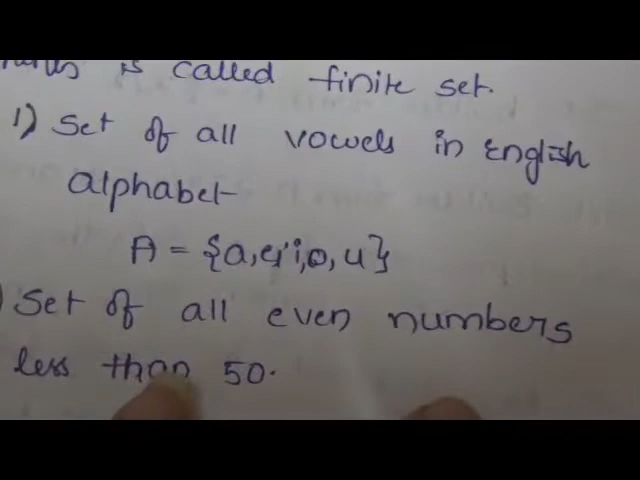 is called finite set.
1) Set of all vowels in English
alphabet
A = {a, e, i, o, u}
) Set of all even numbers
less than 50.